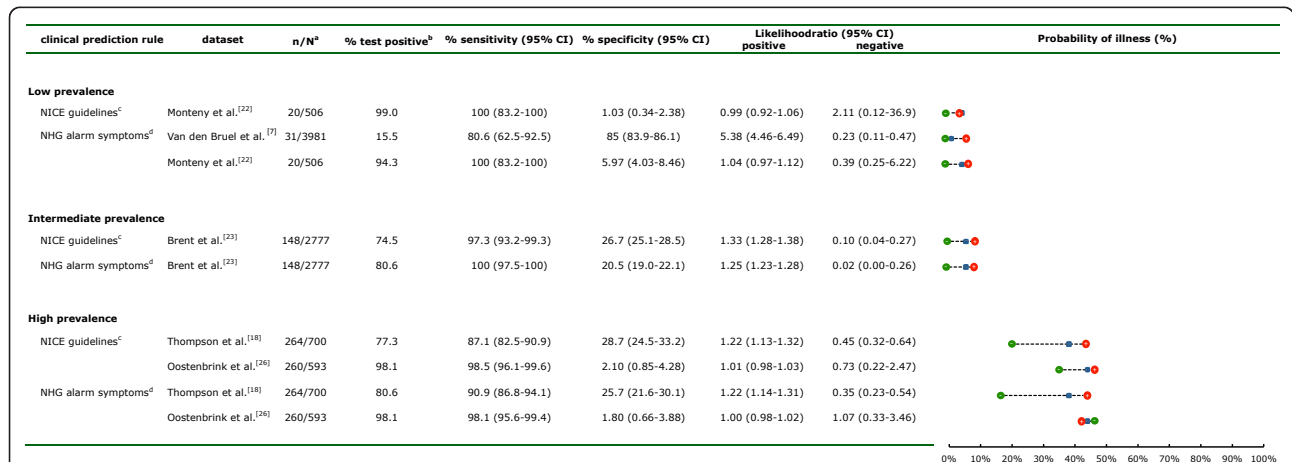 clinical prediction rule dataset n/Nᵃ % test positiveᵇ % sensitivity (95% CI) % specificity (95% CI) Likelihoodratio (95% CI) Probability of illness (%)
positive negative
Low prevalence
NICE guidelinesᶜ Monteny et al.[22] 20/506 99.0 100 (83.2-100) 1.03 (0.34-2.38) 0.99 (0.92-1.06) 2.11 (0.12-36.9)
NHG alarm symptomsᵈ Van den Bruel et al.[7] 31/3981 15.5 80.6 (62.5-92.5) 85 (83.9-86.1) 5.38 (4.46-6.49) 0.23 (0.11-0.47)
Monteny et al.[22] 20/506 94.3 100 (83.2-100) 5.97 (4.03-8.46) 1.04 (0.97-1.12) 0.39 (0.25-6.22)
Intermediate prevalence
NICE guidelinesᶜ Brent et al.[23] 148/2777 74.5 97.3 (93.2-99.3) 26.7 (25.1-28.5) 1.33 (1.28-1.38) 0.10 (0.04-0.27)
NHG alarm symptomsᵈ Brent et al.[23] 148/2777 80.6 100 (97.5-100) 20.5 (19.0-22.1) 1.25 (1.23-1.28) 0.02 (0.00-0.26)
High prevalence
NICE guidelinesᶜ Thompson et al.[18] 264/700 77.3 87.1 (82.5-90.9) 28.7 (24.5-33.2) 1.22 (1.13-1.32) 0.45 (0.32-0.64)
Oostenbrink et al.[26] 260/593 98.1 98.5 (96.1-99.6) 2.10 (0.85-4.28) 1.01 (0.98-1.03) 0.73 (0.22-2.47)
NHG alarm symptomsᵈ Thompson et al.[18] 264/700 80.6 90.9 (86.8-94.1) 25.7 (21.6-30.1) 1.22 (1.14-1.31) 0.35 (0.23-0.54)
Oostenbrink et al.[26] 260/593 98.1 98.1 (95.6-99.4) 1.80 (0.66-3.88) 1.00 (0.98-1.02) 1.07 (0.33-3.46)
0% 10% 20% 30% 40% 50% 60% 70% 80% 90% 100%